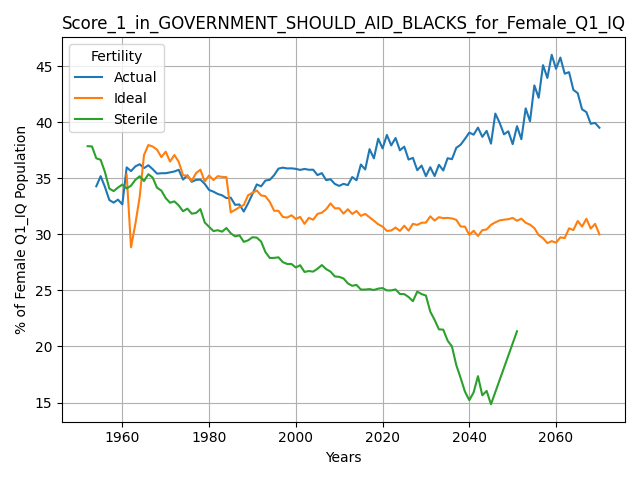 Score_1_in_GOVERNMENT_SHOULD_AID_BLACKS_for_Female_Q1_IQ
Fertility
Actual
Ideal
Sterile
% of Female Q1_IQ Population
45
40
35
30
25
20
15
1960 1980 2000 2020 2040 2060
Years